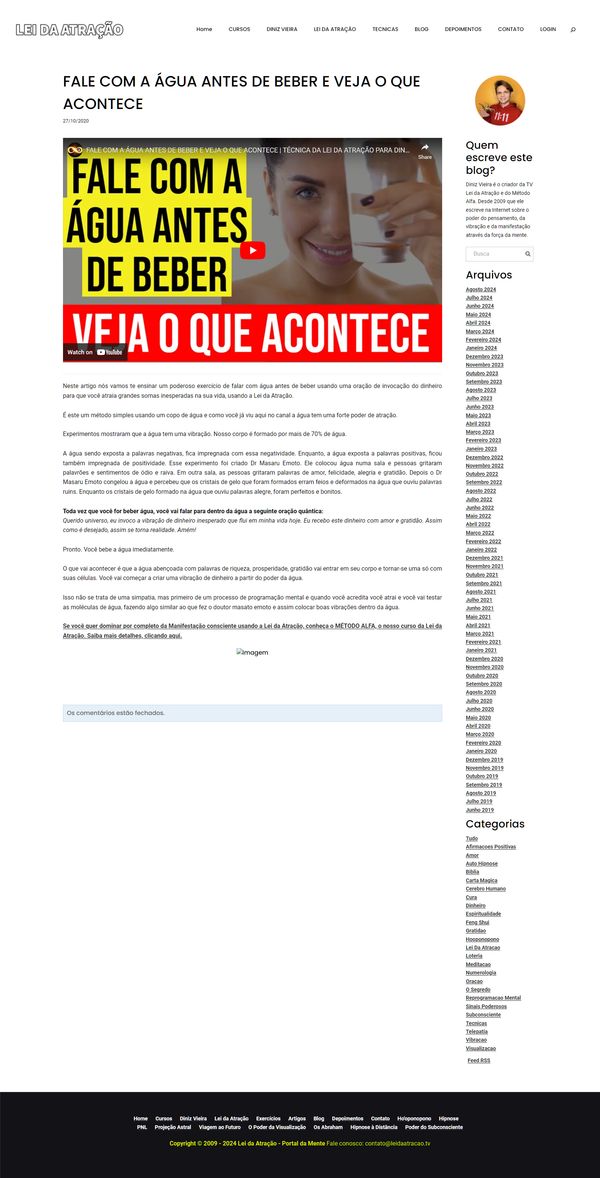 LEI DA ATRAÇÃO
Home CURSOS DINIZ VIEIRA LEI DA ATRAÇÃO TECNICAS BLOG DEPOIMENTOS CONTATO LOGIN
FALE COM A ÁGUA ANTES DE BEBER E VEJA O QUE
ACONTECE
27/10/2020
FALE COM A ÁGUA ANTES DE BEBER E VEJA O QUE ACONTECE | TÉCNICA DA LEI DA ATRAÇÃO PARA DIN...
Share
FALE COM A
ÁGUA ANTES
DE BEBER
VEJA O QUE ACONTECE
Watch on YouTube
Neste artigo nós vamos te ensinar um poderoso exercício de falar com água antes de beber usando uma oração de invocação do dinheiro
para que você atraia grandes somas inesperadas na sua vida, usando a Lei da Atração.
É este um método simples usando um copo de água e como você já viu aqui no canal a água tem uma forte poder de atração.
Experimentos mostraram que a água tem uma vibração. Nosso corpo é formado por mais de 70% de água.
A água sendo exposta a palavras negativas, fica impregnada com essa negatividade. Enquanto, a água exposta a palavras positivas, ficou
também impregnada de positividade. Esse experimento foi criado Dr Masaru Emoto. Ele colocou água numa sala e pessoas gritaram
palavrões e sentimentos de ódio e raiva. Em outra sala, as pessoas gritaram palavras de amor, felicidade, alegria e gratidão. Depois o Dr
Masaru Emoto congelou a água e percebeu que os cristais de gelo que foram formados erram feios e deformados na água que ouviu palavras
ruins. Enquanto os cristais de gelo formado na água que ouviu palavras alegre, foram perfeitos e bonitos.
Toda vez que você for beber água, você vai falar para dentro da água a seguinte oração quântica:
Querido universo, eu invoco a vibração de dinheiro inesperado que flui em minha vida hoje. Eu recebo este dinheiro com amor e gratidão. Assim
como é desejado, assim se torna realidade. Amém!
Pronto. Você bebe a água imediatamente.
O que vai acontecer é que a água abençoada com palavras de riqueza, prosperidade, gratidão vai entrar em seu corpo e tornar-se uma só com
suas células. Você vai começar a criar uma vibração de dinheiro a partir do poder da água.
Isso não se trata de uma simpatia, mas primeiro de um processo de programação mental e quando você acredita você atrai e você vai testar
as moléculas de água, fazendo algo similar ao que fez o doutor masato emoto e assim colocar boas vibrações dentro da água.
Se você quer dominar por completo da Manifestação consciente usando a Lei da Atração, conheça o MÉTODO ALFA, o nosso curso da Lei da
Atração. Saiba mais detalhes, clicando aqui.
Imagem
Os comentários estão fechados.
11:11
Quem
escreve este
blog?
Diniz Vieira é o criador da TV
Lei da Atração e do Método
Alfa. Desde 2009 que ele
escreve na Internet sobre o
poder do pensamento, da
vibração e da manifestação
através da força da mente.
Busca
Arquivos
Agosto 2024
Julho 2024
Junho 2024
Maio 2024
Abril 2024
Março 2024
Fevereiro 2024
Janeiro 2024
Dezembro 2023
Novembro 2023
Outubro 2023
Setembro 2023
Agosto 2023
Julho 2023
Junho 2023
Maio 2023
Abril 2023
Março 2023
Fevereiro 2023
Janeiro 2023
Dezembro 2022
Novembro 2022
Outubro 2022
Setembro 2022
Agosto 2022
Julho 2022
Junho 2022
Maio 2022
Abril 2022
Março 2022
Fevereiro 2022
Janeiro 2022
Dezembro 2021
Novembro 2021
Outubro 2021
Setembro 2021
Agosto 2021
Julho 2021
Junho 2021
Maio 2021
Abril 2021
Março 2021
Fevereiro 2021
Janeiro 2021
Dezembro 2020
Novembro 2020
Outubro 2020
Setembro 2020
Agosto 2020
Julho 2020
Junho 2020
Maio 2020
Abril 2020
Março 2020
Fevereiro 2020
Janeiro 2020
Dezembro 2019
Novembro 2019
Outubro 2019
Setembro 2019
Agosto 2019
Julho 2019
Junho 2019
Categorias
Tudo
Afirmacoes Positivas
Amor
Auto Hipnose
Bíblia
Carta Magica
Cerebro Humano
Cura
Dinheiro
Espiritualidade
Feng Shui
Gratidao
Hooponopono
Lei Da Atracao
Loteria
Meditacao
Numerologia
Oracao
O Segredo
Reprogramacao Mental
Sinais Poderosos
Subconsciente
Tecnicas
Telepatia
Vibracao
Visualizacao
Feed RSS
Home Cursos Diniz Vieira Lei da Atração Exercícios Artigos Blog Depoimentos Contato Ho'oponopono Hipnose
PNL Projeção Astral Viagem ao Futuro O Poder da Visualização Os Abraham Hipnose à Distância Poder do Subconsciente
Copyright © 2009 - 2024 Lei da Atração - Portal da Mente Fale conosco: contato@leidaatracao.tv